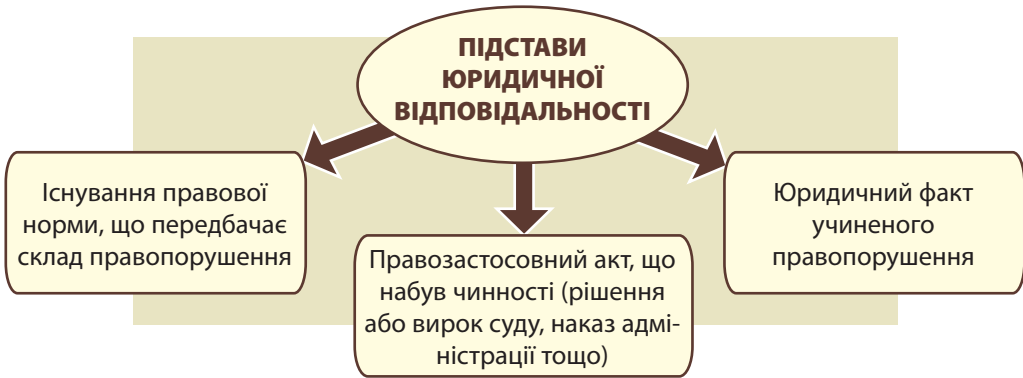 ПІДСТАВИ
ЮРИДИЧНОЇ
ВІДПОВІДАЛЬНОСТІ
Існування правової
норми, що передбачає
склад правопорушення
Правозастосовний акт, що
набув чинності (рішення
або вирок суду, наказ адмі-
ністрації тощо)
Юридичний факт
учиненого
правопорушення